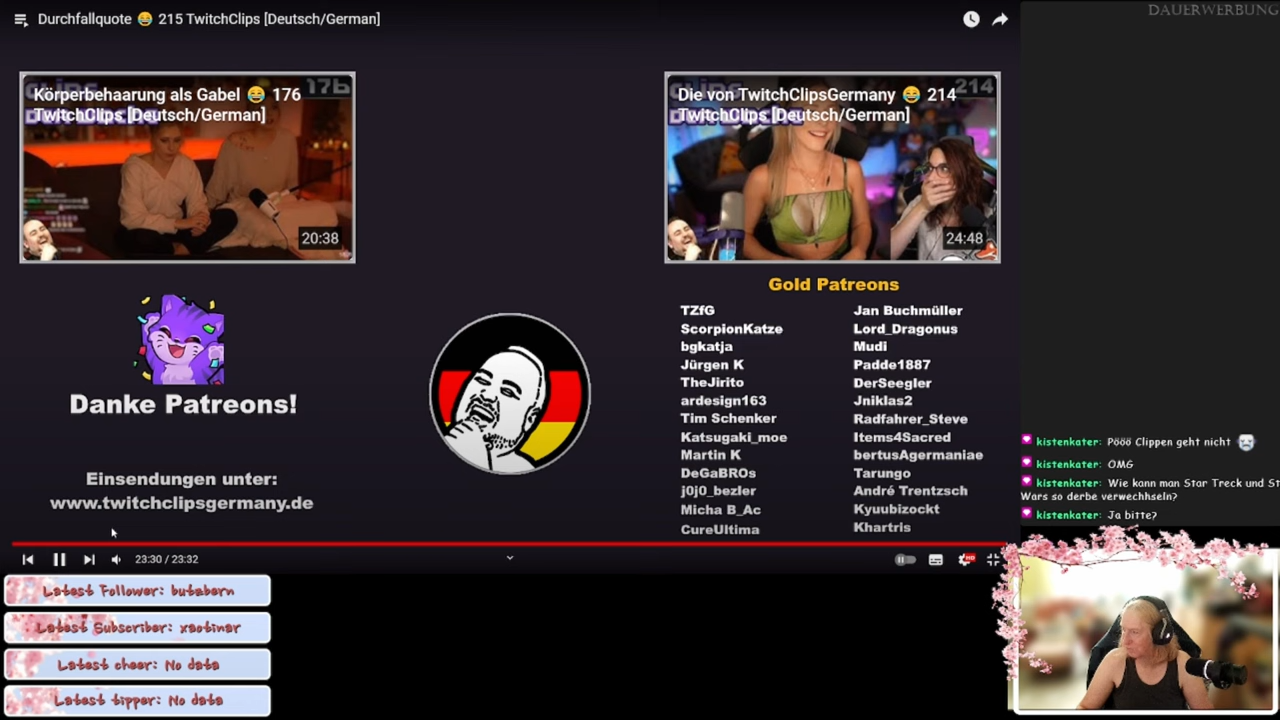 Durchfallquote 😂 215 TwitchClips [Deutsch/German]
DAUERWERBUNG
Körperbehaarung als Gabel 😂 176
TwitchClips [Deutsch/German]
20:38
Die von TwitchClipsGermany 😂 214
TwitchClips [Deutsch/German]
24:48
Danke Patreons!
Einsendungen unter:
www.twitchclipsgermany.de
Gold Patreons
TZfG
ScorpionKatze
bgkatja
Jürgen K
TheJirito
ardesign163
Tim Schenker
Katsugaki_moe
Martin K
DeGaBROs
j0j0_bezler
Micha B_Ac
CureUltima
Jan Buchmüller
Lord_Dragonus
Mudi
Padde1887
DerSeegler
Jniklas2
Radfahrer_Steve
Items4Sacred
bertusAgermaniae
Tarungo
André Trentzsch
Kyuubizockt
Khartris
kistenkater: Pööö Clippen geht nicht
kistenkater: OMG
kistenkater: Wie kann man Star Treck und St
Wars so derbe verwechhseln?
kistenkater: Ja bitte?
23:30 / 23:32
HD
Latest Follower: butabern
Latest Subscriber: xaotinar
Latest cheer: No data
Latest tipper: No data